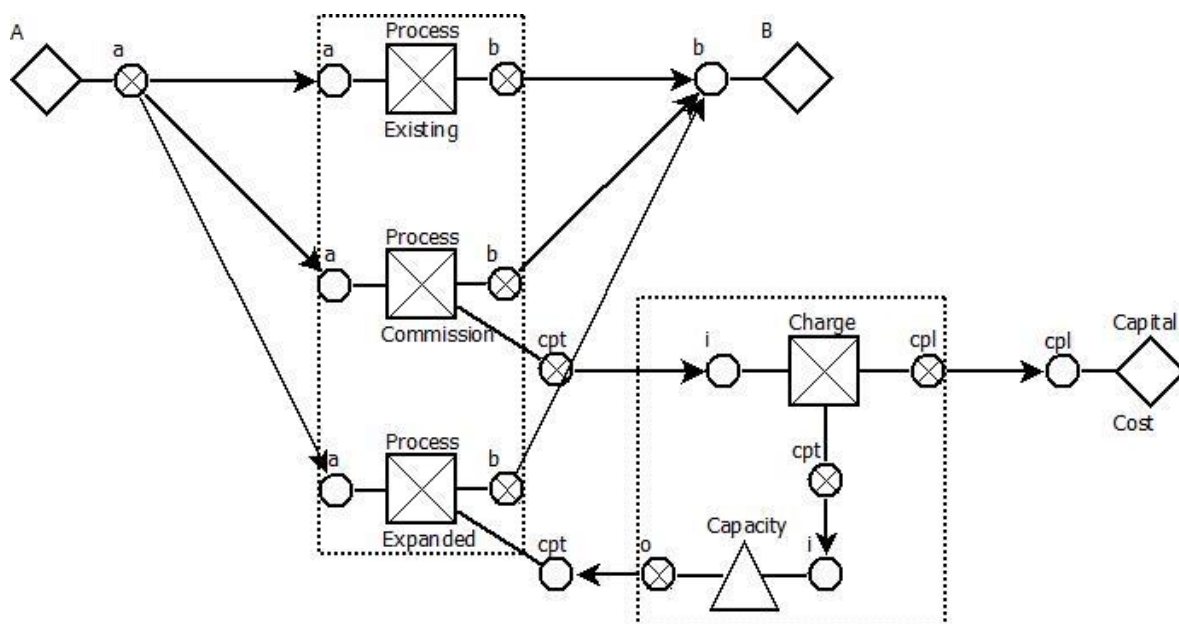 A
a
a
Process
b
b
B
Existing
a
Process
b
Commission
cpt
i
Charge
cpl
cpl
Capital
Cost
a
Process
b
Expanded
cpt
cpt
o
Capacity
i